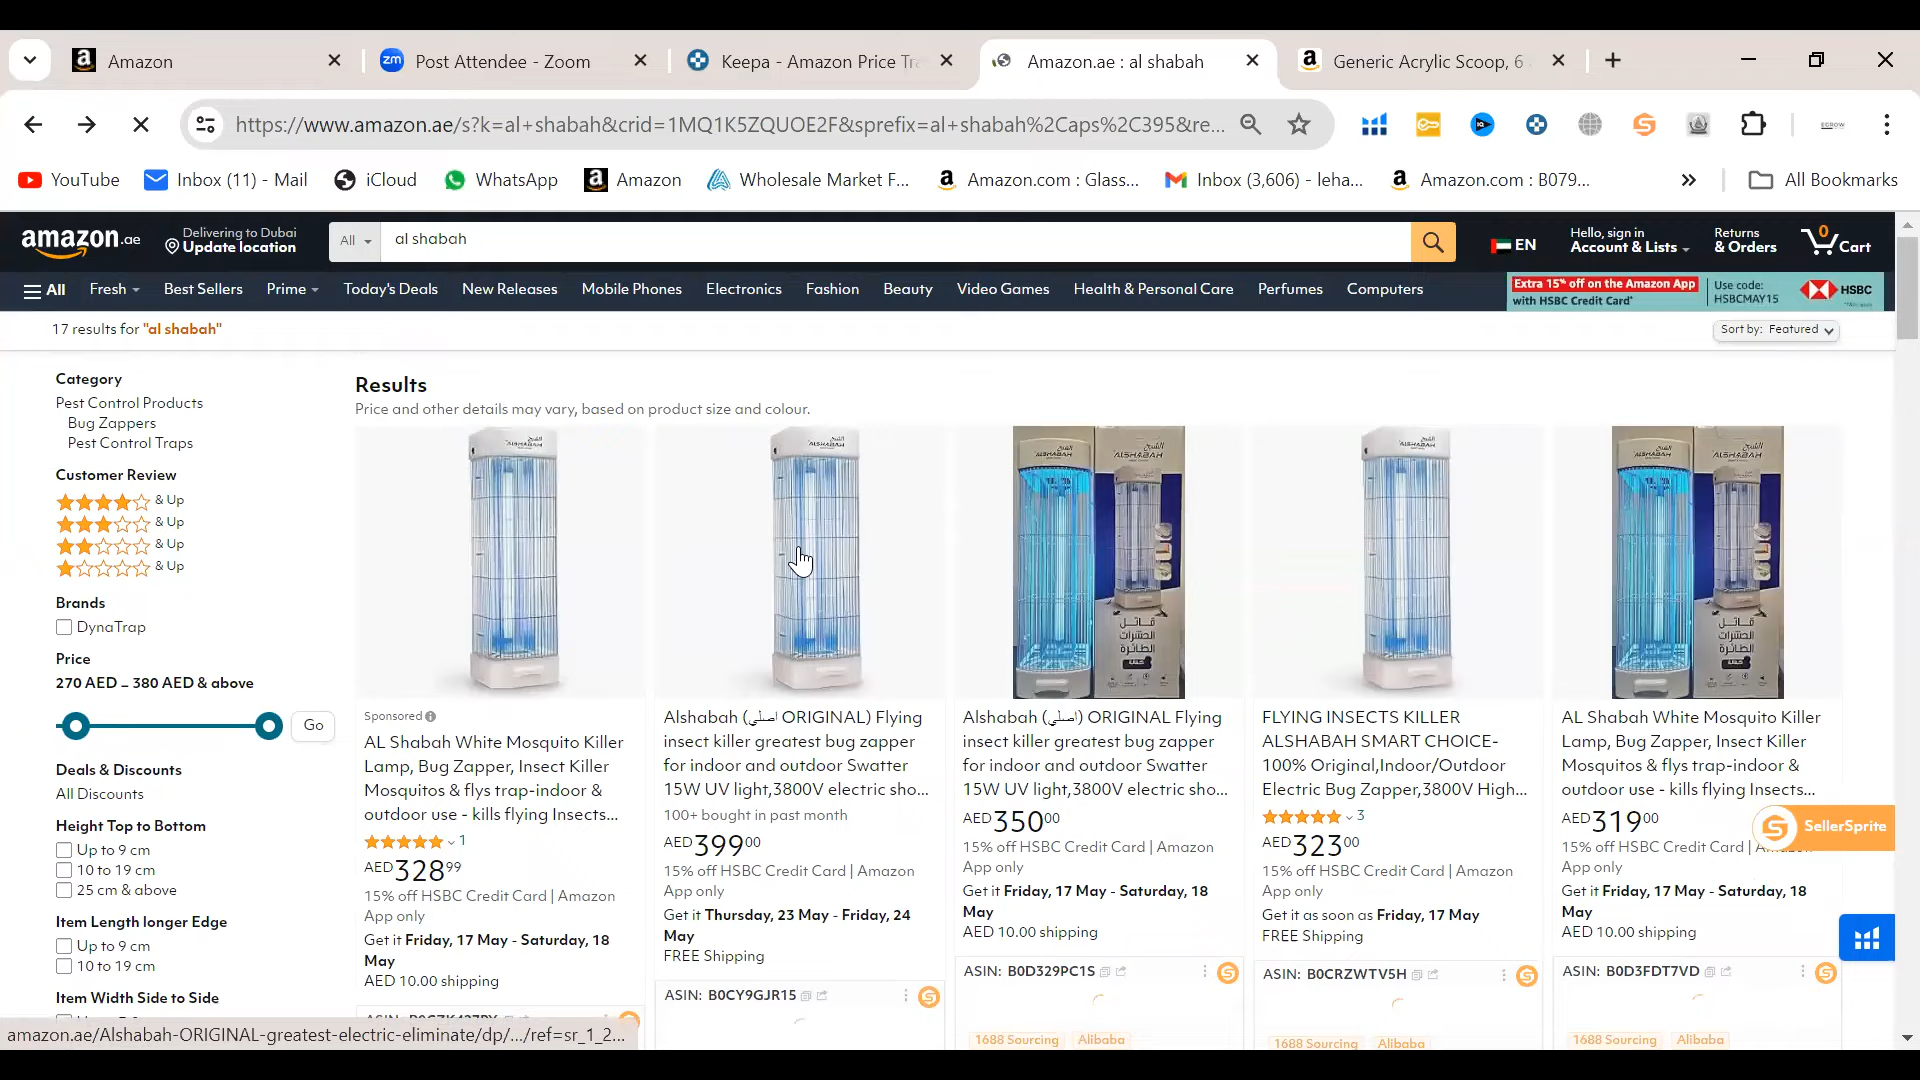 Amazon
Post Attendee - Zoom
Keepa - Amazon Price Tra
Amazon.ae : al shabah
Generic Acrylic Scoop, 6
https://www.amazon.ae/s?k=al+shabah&crid=1MQ1K5ZQUOE2F&sprefix=al+shabah%2Caps%2C395&re...
YouTube
Inbox (11) - Mail
iCloud
WhatsApp
Amazon
Wholesale Market F...
Amazon.com : Glass...
Inbox (3,606) - leha...
Amazon.com : B079...
All Bookmarks
amazon.ae
Delivering to Dubai
Update location
All
al shabah
EN
Hello, sign in
Account & Lists
Returns
& Orders
0
Cart
All
Fresh
Best Sellers
Prime
Today's Deals
New Releases
Mobile Phones
Electronics
Fashion
Beauty
Video Games
Health & Personal Care
Perfumes
Computers
Extra 15% off on the Amazon App
with HSBC Credit Card*
Use code:
HSBCMAY15
HSBC
17 results for "al shabah"
Sort by: Featured
Category
Pest Control Products
Bug Zappers
Pest Control Traps
Customer Review
& Up
& Up
& Up
& Up
Brands
DynaTrap
Price
270 AED – 380 AED & above
Go
Deals & Discounts
All Discounts
Height Top to Bottom
Up to 9 cm
10 to 19 cm
25 cm & above
Item Length longer Edge
Up to 9 cm
10 to 19 cm
Item Width Side to Side
Results
Price and other details may vary, based on product size and colour.
Sponsored
AL Shabah White Mosquito Killer
Lamp, Bug Zapper, Insect Killer
Mosquitos & flys trap-indoor &
outdoor use - kills flying Insects...
1
AED32899
15% off HSBC Credit Card | Amazon
App only
Get it Friday, 17 May - Saturday, 18
May
AED 10.00 shipping
Alshabah (اصلي ORIGINAL) Flying
insect killer greatest bug zapper
for indoor and outdoor Swatter
15W UV light,3800V electric sho...
100+ bought in past month
AED39900
15% off HSBC Credit Card | Amazon
App only
Get it Thursday, 23 May - Friday, 24
May
FREE Shipping
ASIN: B0CY9GJR15
ALSHABAH
قاتل
الحشرات
الطائرة
Alshabah (اصلي) ORIGINAL Flying
insect killer greatest bug zapper
for indoor and outdoor Swatter
15W UV light,3800V electric sho...
AED35000
15% off HSBC Credit Card | Amazon
App only
Get it Friday, 17 May - Saturday, 18
May
AED 10.00 shipping
ASIN: B0D329PC1S
1688 Sourcing
Alibaba
FLYING INSECTS KILLER
ALSHABAH SMART CHOICE-
100% Original,Indoor/Outdoor
Electric Bug Zapper,3800V High...
3
AED32300
15% off HSBC Credit Card | Amazon
App only
Get it as soon as Friday, 17 May
FREE Shipping
ASIN: B0CRZWTV5H
1688 Sourcing
Alibaba
ALSHABAH
قاتل
الحشرات
الطائرة
AL Shabah White Mosquito Killer
Lamp, Bug Zapper, Insect Killer
Mosquitos & flys trap-indoor &
outdoor use - kills flying Insects...
AED31900
15% off HSBC Credit Card |
App only
Get it Friday, 17 May - Saturday, 18
May
AED 10.00 shipping
ASIN: B0D3FDT7VD
1688 Sourcing
Alibaba
SellerSprite
amazon.ae/Alshabah-ORIGINAL-greatest-electric-eliminate/dp/.../ref=sr_1_2...